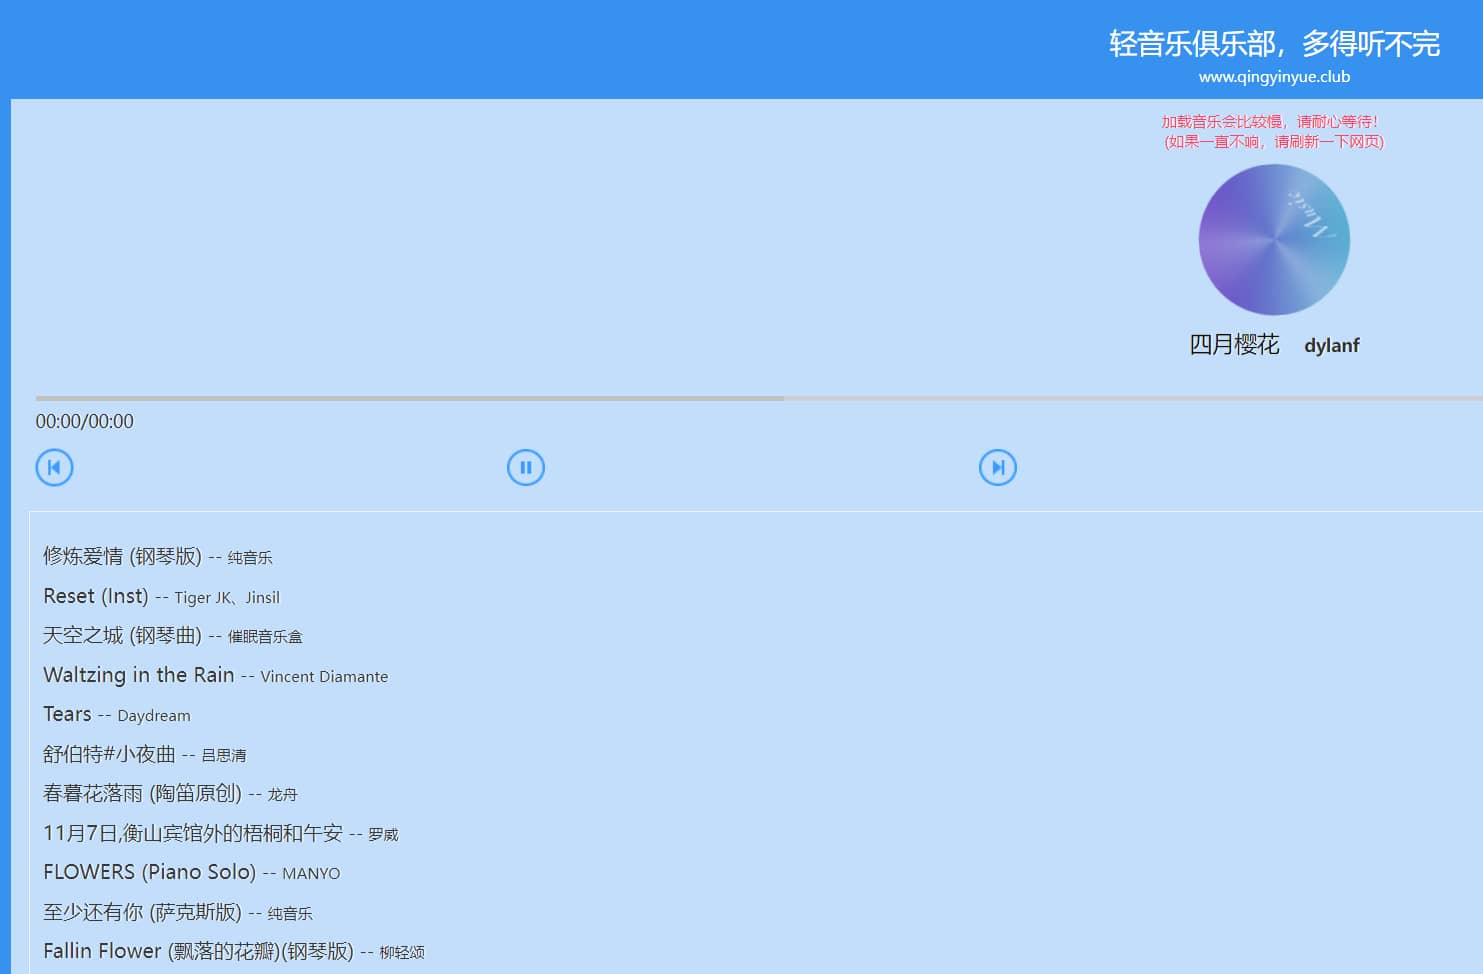 轻音乐俱乐部，多得听不完
www.qingyinyue.club
加载音乐会比较慢，请耐心等待！
(如果一直不响，请刷新一下网页)
Music
四月樱花 dylanf
00:00/00:00
修炼爱情 (钢琴版) -- 纯音乐
Reset (Inst) -- Tiger JK、Jinsil
天空之城 (钢琴曲) -- 催眠音乐盒
Waltzing in the Rain -- Vincent Diamante
Tears -- Daydream
舒伯特#小夜曲 -- 吕思清
春暮花落雨 (陶笛原创) -- 龙舟
11月7日,衡山宾馆外的梧桐和午安 -- 罗威
FLOWERS (Piano Solo) -- MANYO
至少还有你 (萨克斯版) -- 纯音乐
Fallin Flower (飘落的花瓣)(钢琴版) -- 柳轻颂